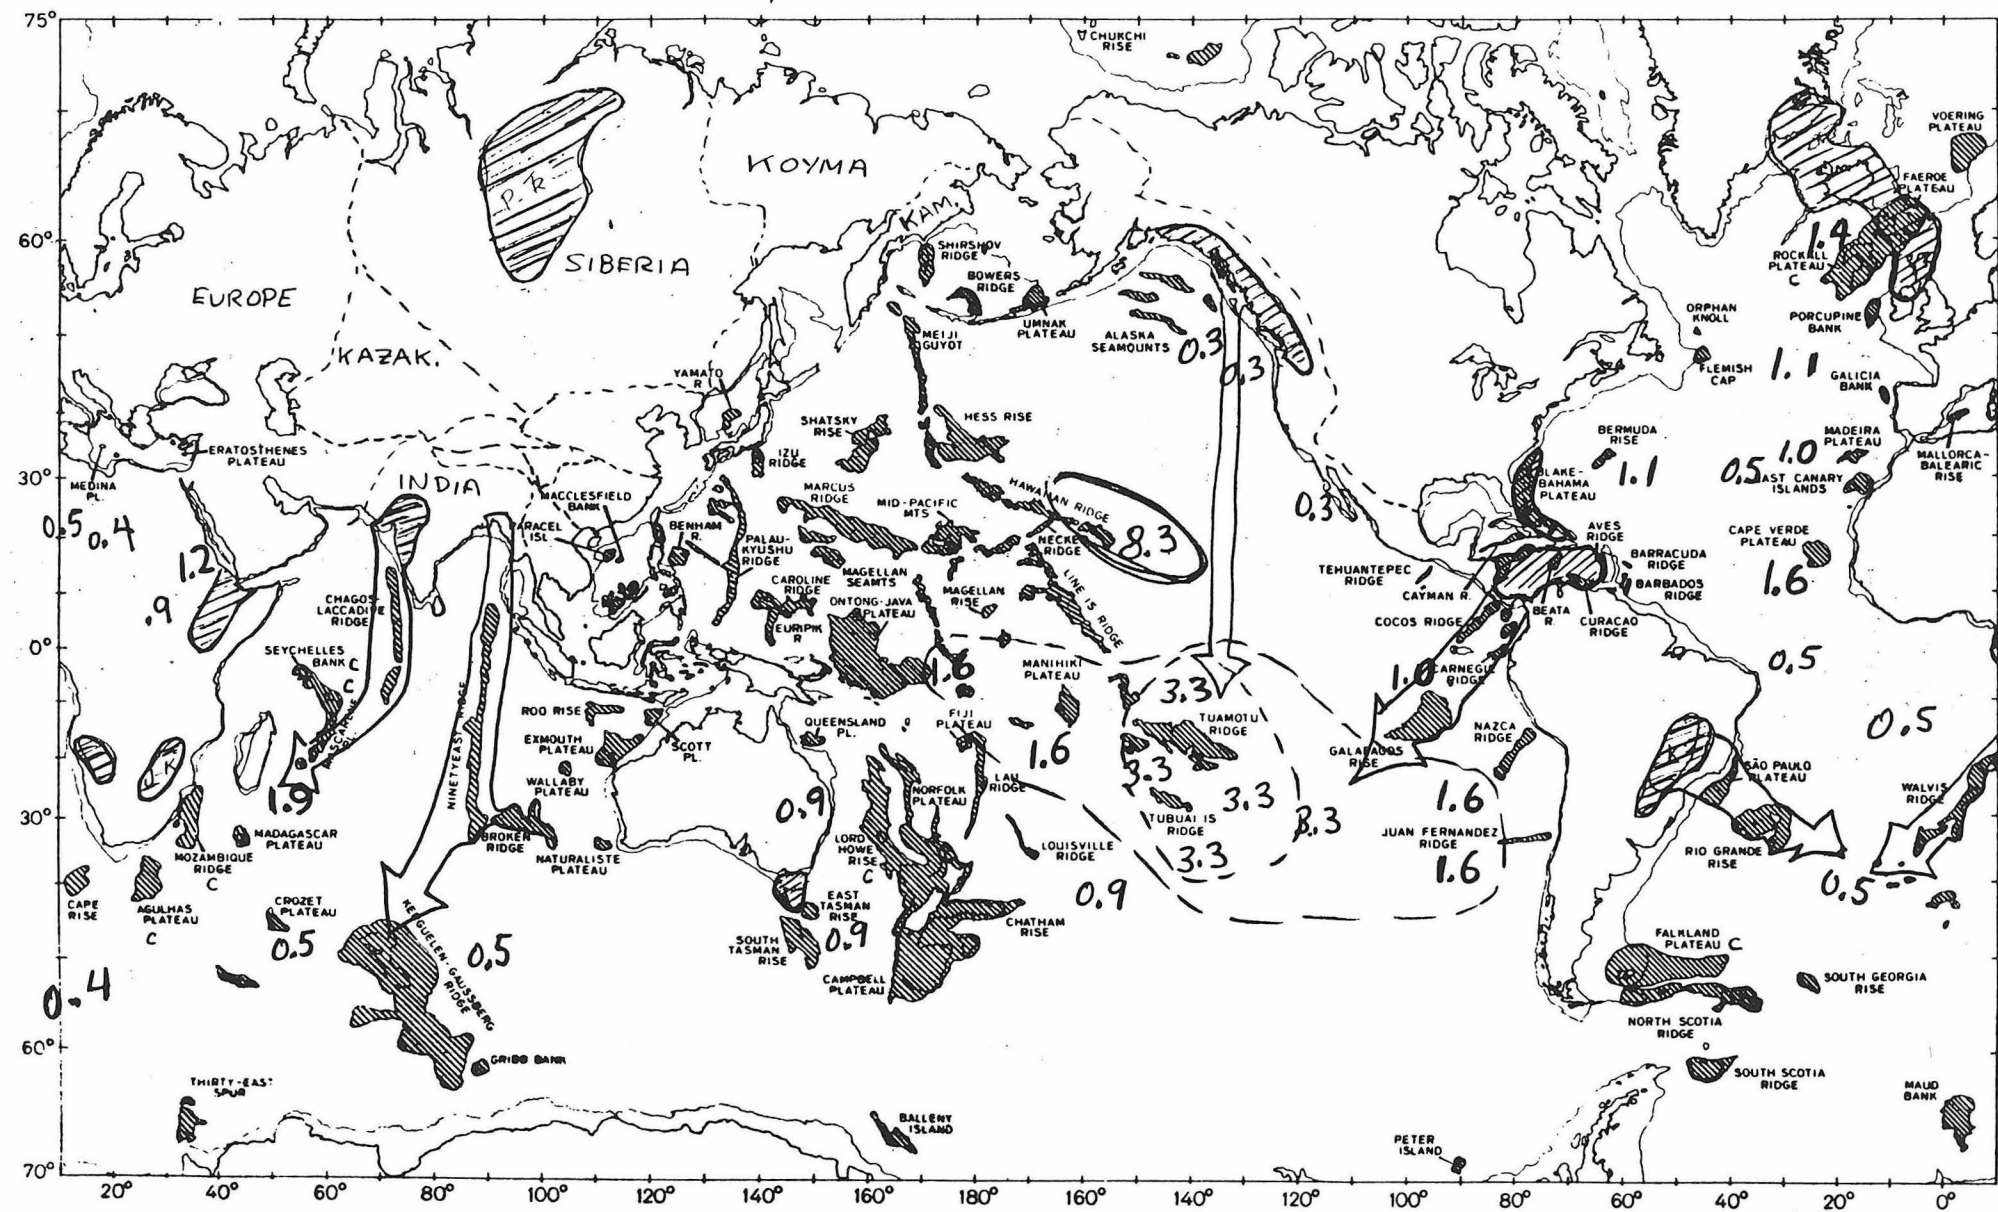 75°
60°
30°
0°
30°
60°
70°
20°
40°
60°
80°
100°
120°
140°
160°
180°
160°
140°
120°
100°
80°
60°
40°
20°
0°
CHUKCHI
RISE
VOERING
PLATEAU
FAEROE
PLATEAU
KOYMA
P-TR
KAM.
SIBERIA
EUROPE
KAZAK.
INDIA
SHIRSHOV
RIDGE
BOWERS
RIDGE
UMNAK
PLATEAU
ALASKA
SEAMOUNTS
0.3
0.3
MEIJI
GUYOT
1.4
ROCKALL
PLATEAU
C
ORPHAN
KNOLL
PORCUPINE
BANK
FLEMISH
CAP
1.1
GALICIA
BANK
YAMATO
R.
SHATSKY
RISE
HESS RISE
IZU
RIDGE
BERMUDA
RISE
1.1
MADEIRA
PLATEAU
1.0
MALLORCA-
BALEARIC
RISE
0.5
EAST CANARY
ISLANDS
ERATOSTHENES
PLATEAU
MEDINA
PL.
MACCLESFIELD
BANK
PARACEL
ISL.
BENHAM
R.
MARCUS
RIDGE
MID-PACIFIC
MTS
HAWAIIAN RIDGE
NECKER
RIDGE
8.3
0.3
BLAKE-
BAHAMA
PLATEAU
AVES
RIDGE
BARRACUDA
RIDGE
BARBADOS
RIDGE
CAPE VERDE
PLATEAU
1.6
0.5
0.4
1.2
.9
PALAU-
KYUSHU
RIDGE
MAGELLAN
SEAMTS
CAROLINE
RIDGE
ONTONG-JAVA
PLATEAU
MAGELLAN
RISE
LINE IS RIDGE
EURIPIK
R
TEHUANTEPEC
RIDGE
CAYMAN R.
BEATA
R.
CURACAO
RIDGE
COCOS RIDGE
CHAGOS-
LACCADIVE
RIDGE
SEYCHELLES
BANK
C
C
MASCARENE PL.
1.9
1.6
MANIHIKI
PLATEAU
3.3
1.0
CARNEGIE
RIDGE
0.5
0.5
ROO RISE
EXMOUTH
PLATEAU
WALLABY
PLATEAU
SCOTT
PL.
QUEENSLAND
PL.
FIJI
PLATEAU
1.6
TUAMOTU
RIDGE
3.3
3.3
3.3
GALAPAGOS
RISE
NAZCA
RIDGE
1.6
SÃO PAULO
PLATEAU
WALVIS
RIDGE
NINETYEAST RIDGE
J-K
0.9
NORFOLK
PLATEAU
LAU
RIDGE
TUBUAI IS
RIDGE
3.3
JUAN FERNANDEZ
RIDGE
1.6
RIO GRANDE
RISE
0.5
MADAGASCAR
PLATEAU
MOZAMBIQUE
RIDGE
C
BROKEN
RIDGE
NATURALISTE
PLATEAU
LORD
HOWE
RISE
C
LOUISVILLE
RIDGE
0.9
CAPE
RISE
AGULHAS
PLATEAU
C
CROZET
PLATEAU
0.5
KERGUELEN-GAUSSBERG
RIDGE
0.5
EAST
TASMAN
RISE
0.9
SOUTH
TASMAN
RISE
CHATHAM
RISE
CAMPBELL
PLATEAU
0.4
FALKLAND
PLATEAU C
SOUTH GEORGIA
RISE
NORTH SCOTIA
RIDGE
GRIBB BANK
THIRTY-EAST
SPUR
BALLENY
ISLAND
PETER
ISLAND
SOUTH SCOTIA
RIDGE
MAUD
BANK